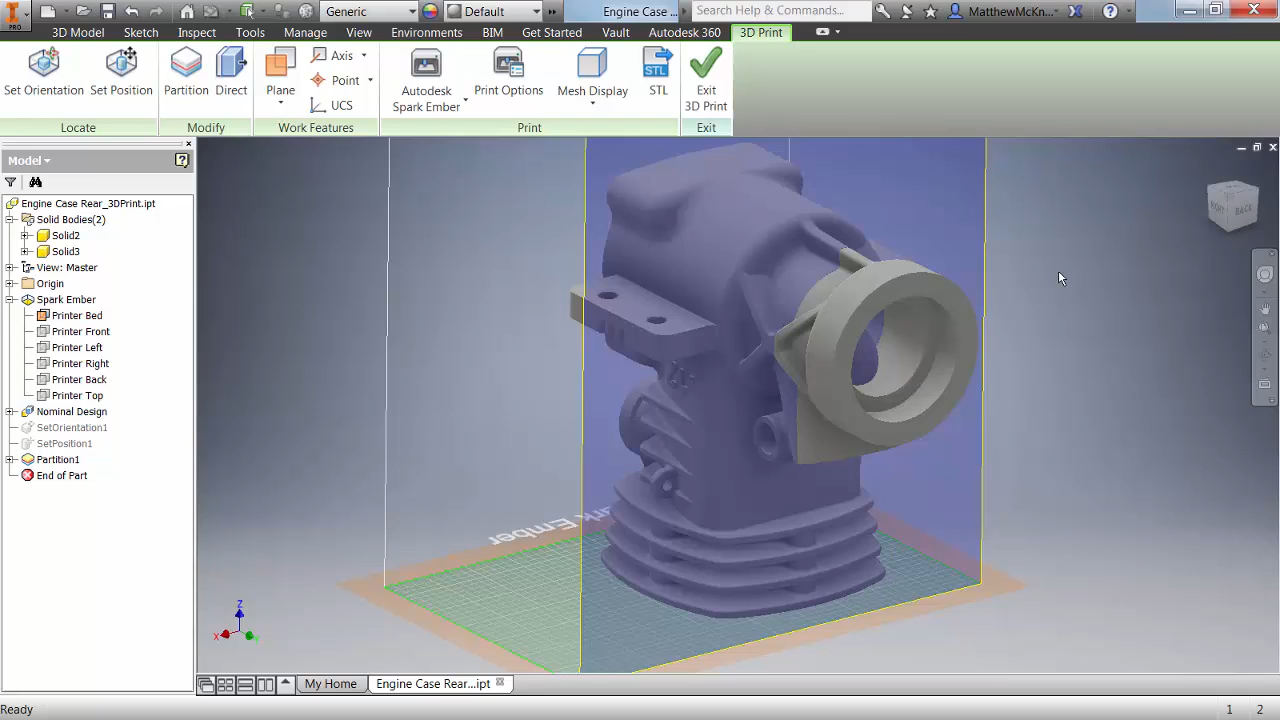 PRO
Generic
Default
Engine Case ...
Search Help & Commands...
MatthewMcKn...
3D Model
Sketch
Inspect
Tools
Manage
View
Environments
BIM
Get Started
Vault
Autodesk 360
3D Print
Set Orientation
Set Position
Partition
Direct
Plane
Axis
Point
UCS
Autodesk
Spark Ember
Print Options
Mesh Display
STL
STL
Exit
3D Print
Locate
Modify
Work Features
Print
Exit
Model
Engine Case Rear_3DPrint.ipt
Solid Bodies(2)
Solid2
Solid3
View: Master
Origin
Spark Ember
Printer Bed
Printer Front
Printer Left
Printer Right
Printer Back
Printer Top
Nominal Design
SetOrientation1
SetPosition1
Partition1
End of Part
RIGHT
BACK
Ember
Z
X
Y
My Home
Engine Case Rear...ipt
Ready
1
2